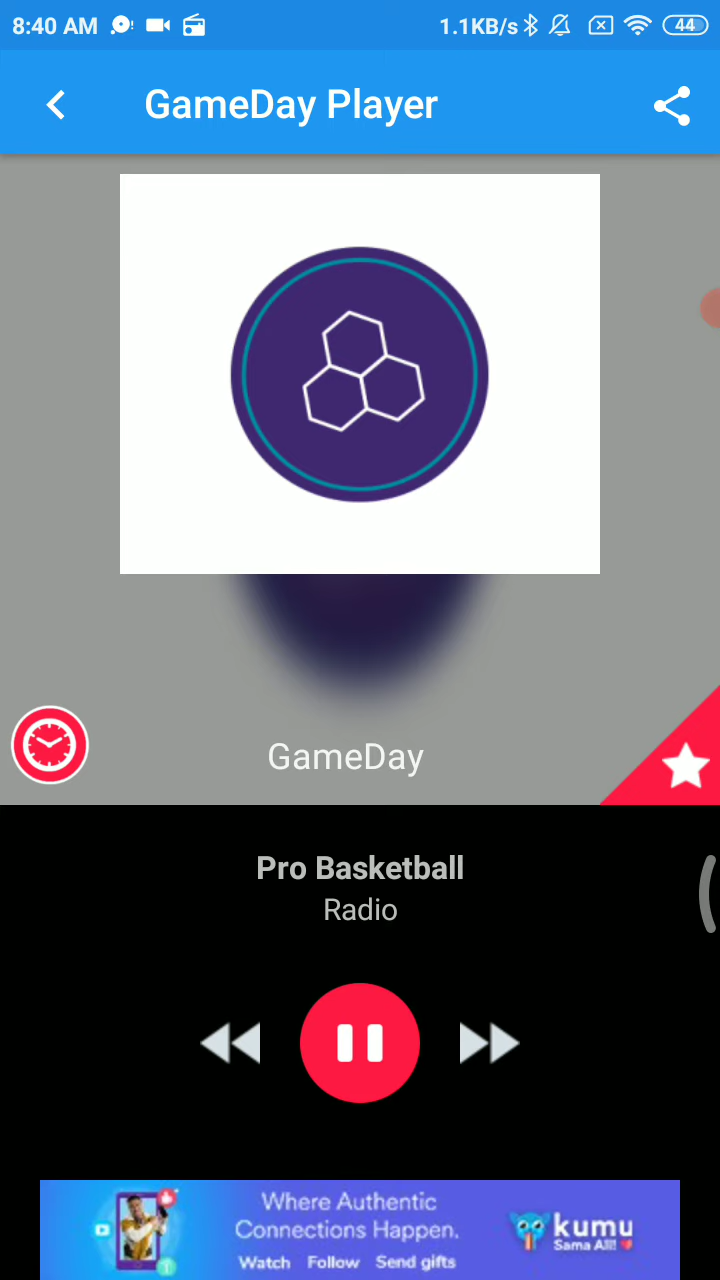 8:40 AM 1.1KB/s 44
GameDay Player
GameDay
Pro Basketball
Radio
Where Authentic
Connections Happen.
Watch Follow Send gifts
kumu
Sama All!